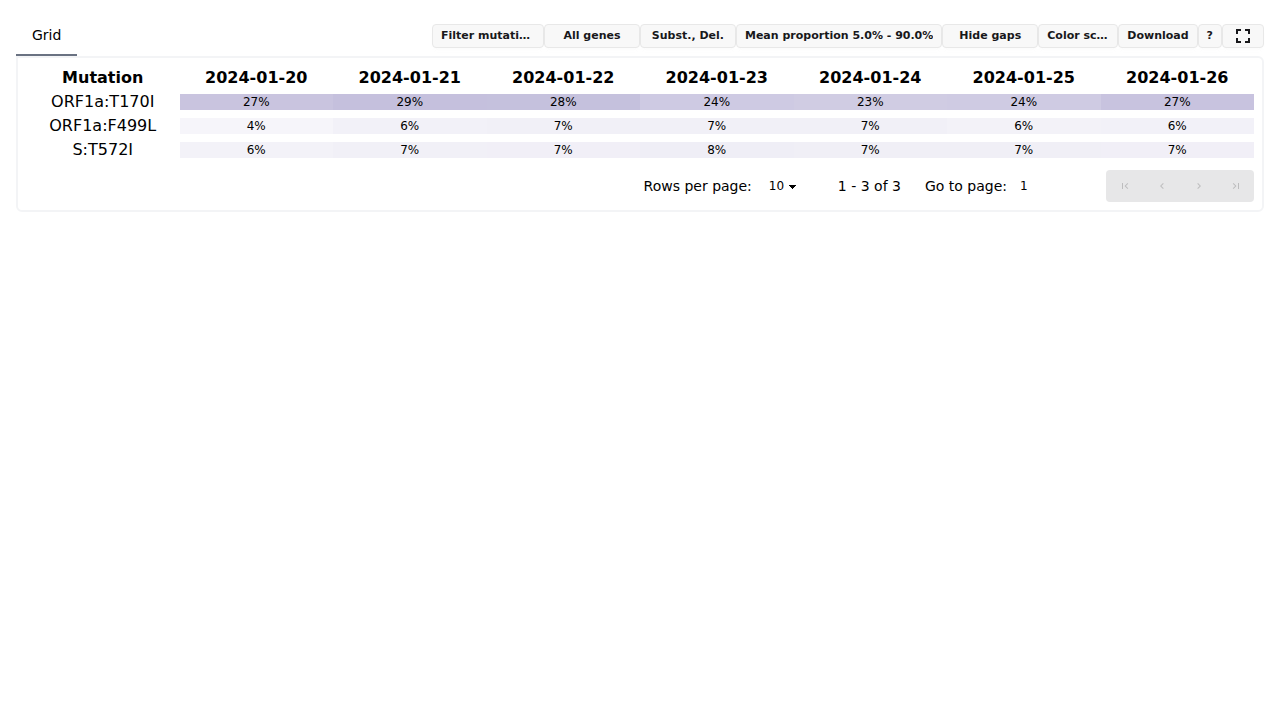 Grid Filter mutati... All genes Subst., Del. Mean proportion 5.0% - 90.0% Hide gaps Color sc... Download ?
Mutation 2024-01-20 2024-01-21 2024-01-22 2024-01-23 2024-01-24 2024-01-25 2024-01-26
ORF1a:T170I 27% 29% 28% 24% 23% 24% 27%
ORF1a:F499L 4% 6% 7% 7% 7% 6% 6%
S:T572I 6% 7% 7% 8% 7% 7% 7%
Rows per page: 10 1 - 3 of 3 Go to page: 1